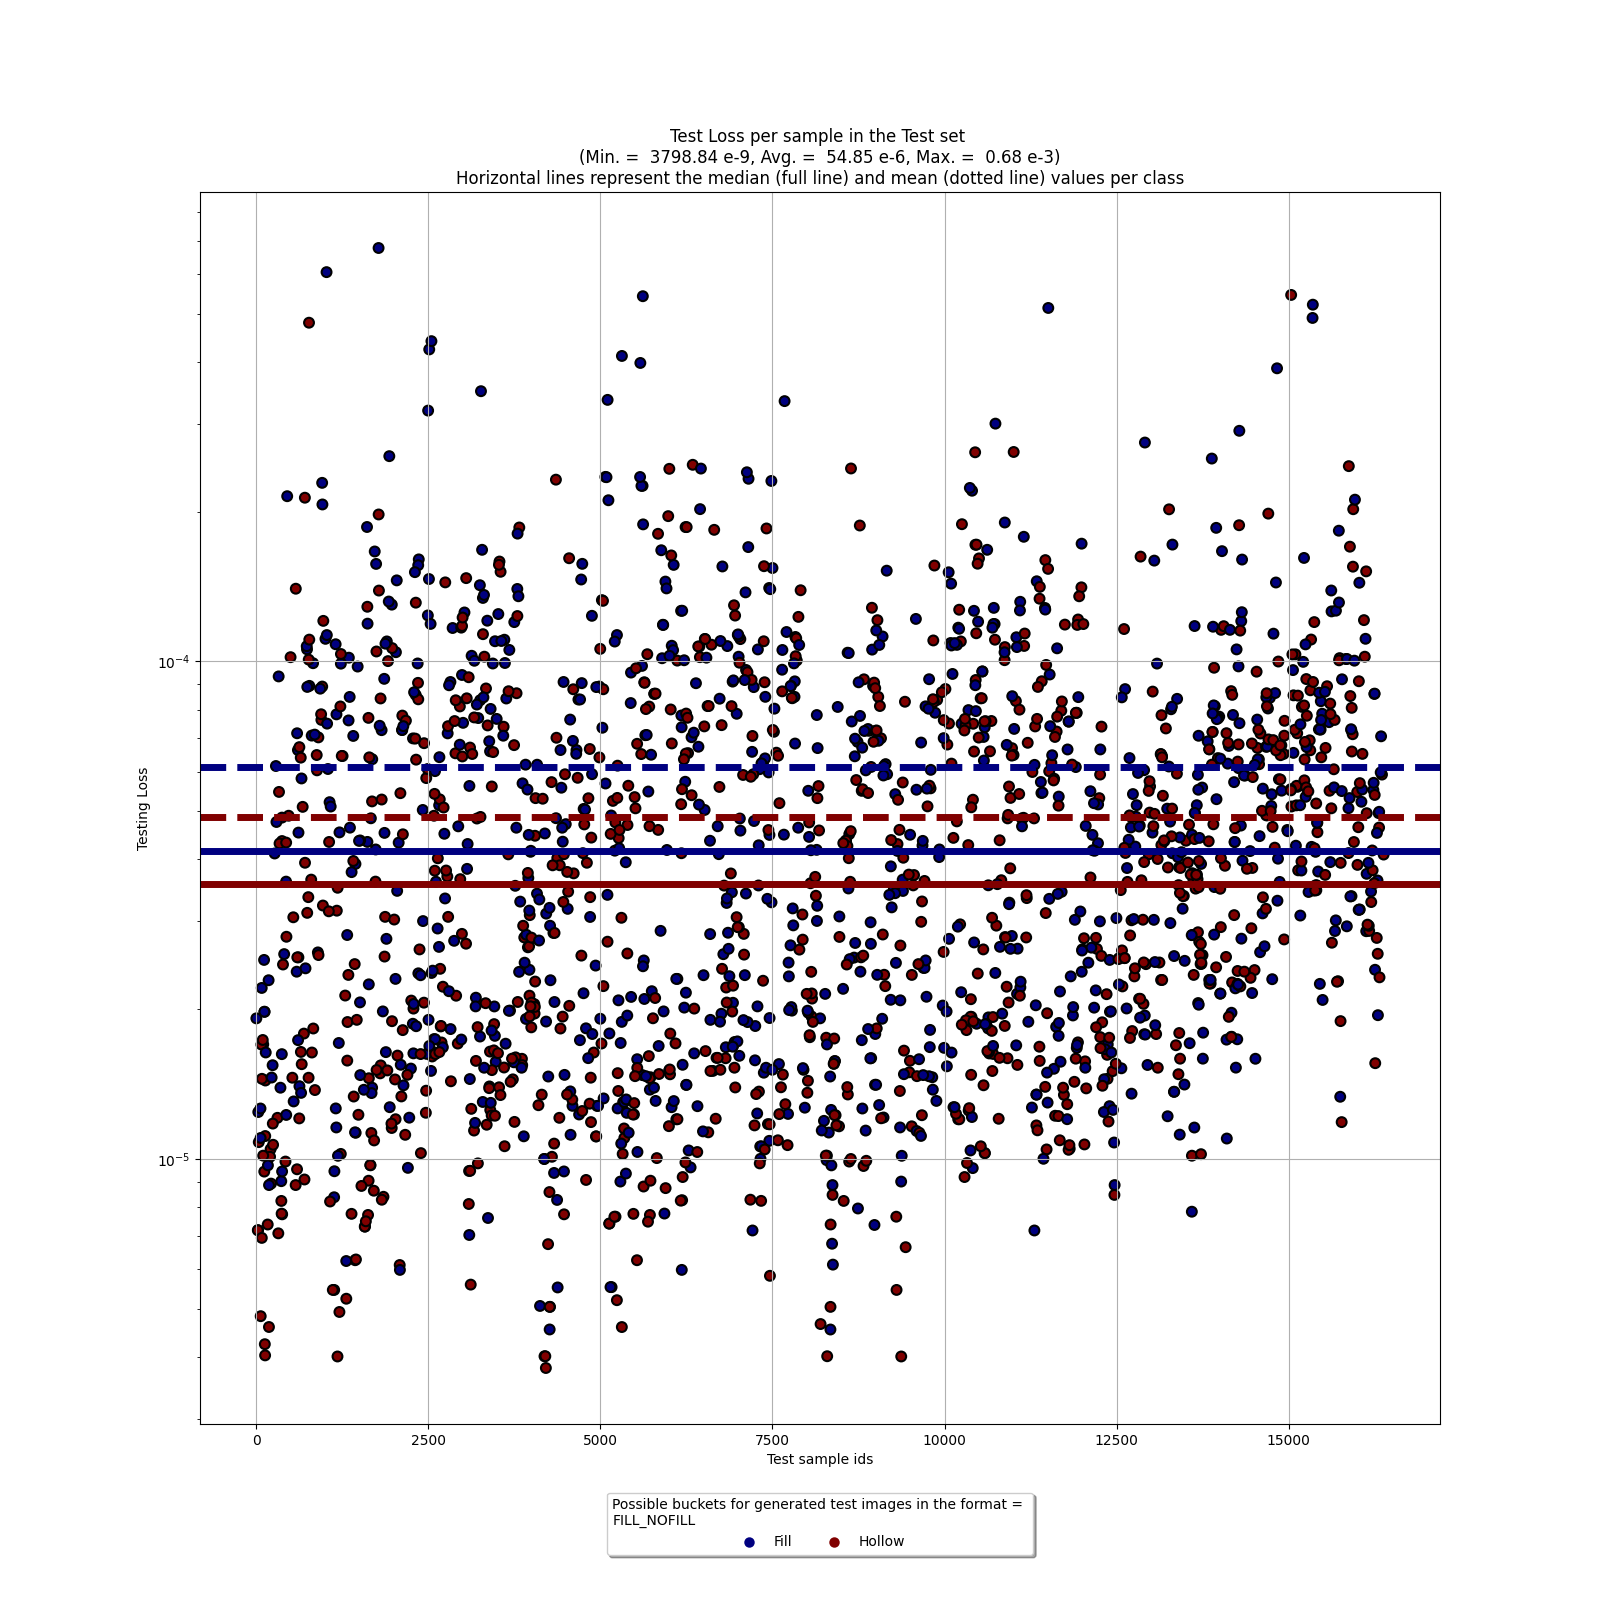 Test Loss per sample in the Test set
(Min. =  3798.84 e-9, Avg. =  54.85 e-6, Max. =  0.68 e-3)
Horizontal lines represent the median (full line) and mean (dotted line) values per class
Testing Loss
10⁻⁴
10⁻⁵
0 2500 5000 7500 10000 12500 15000
Test sample ids
Possible buckets for generated test images in the format =
FILL_NOFILL
Fill Hollow